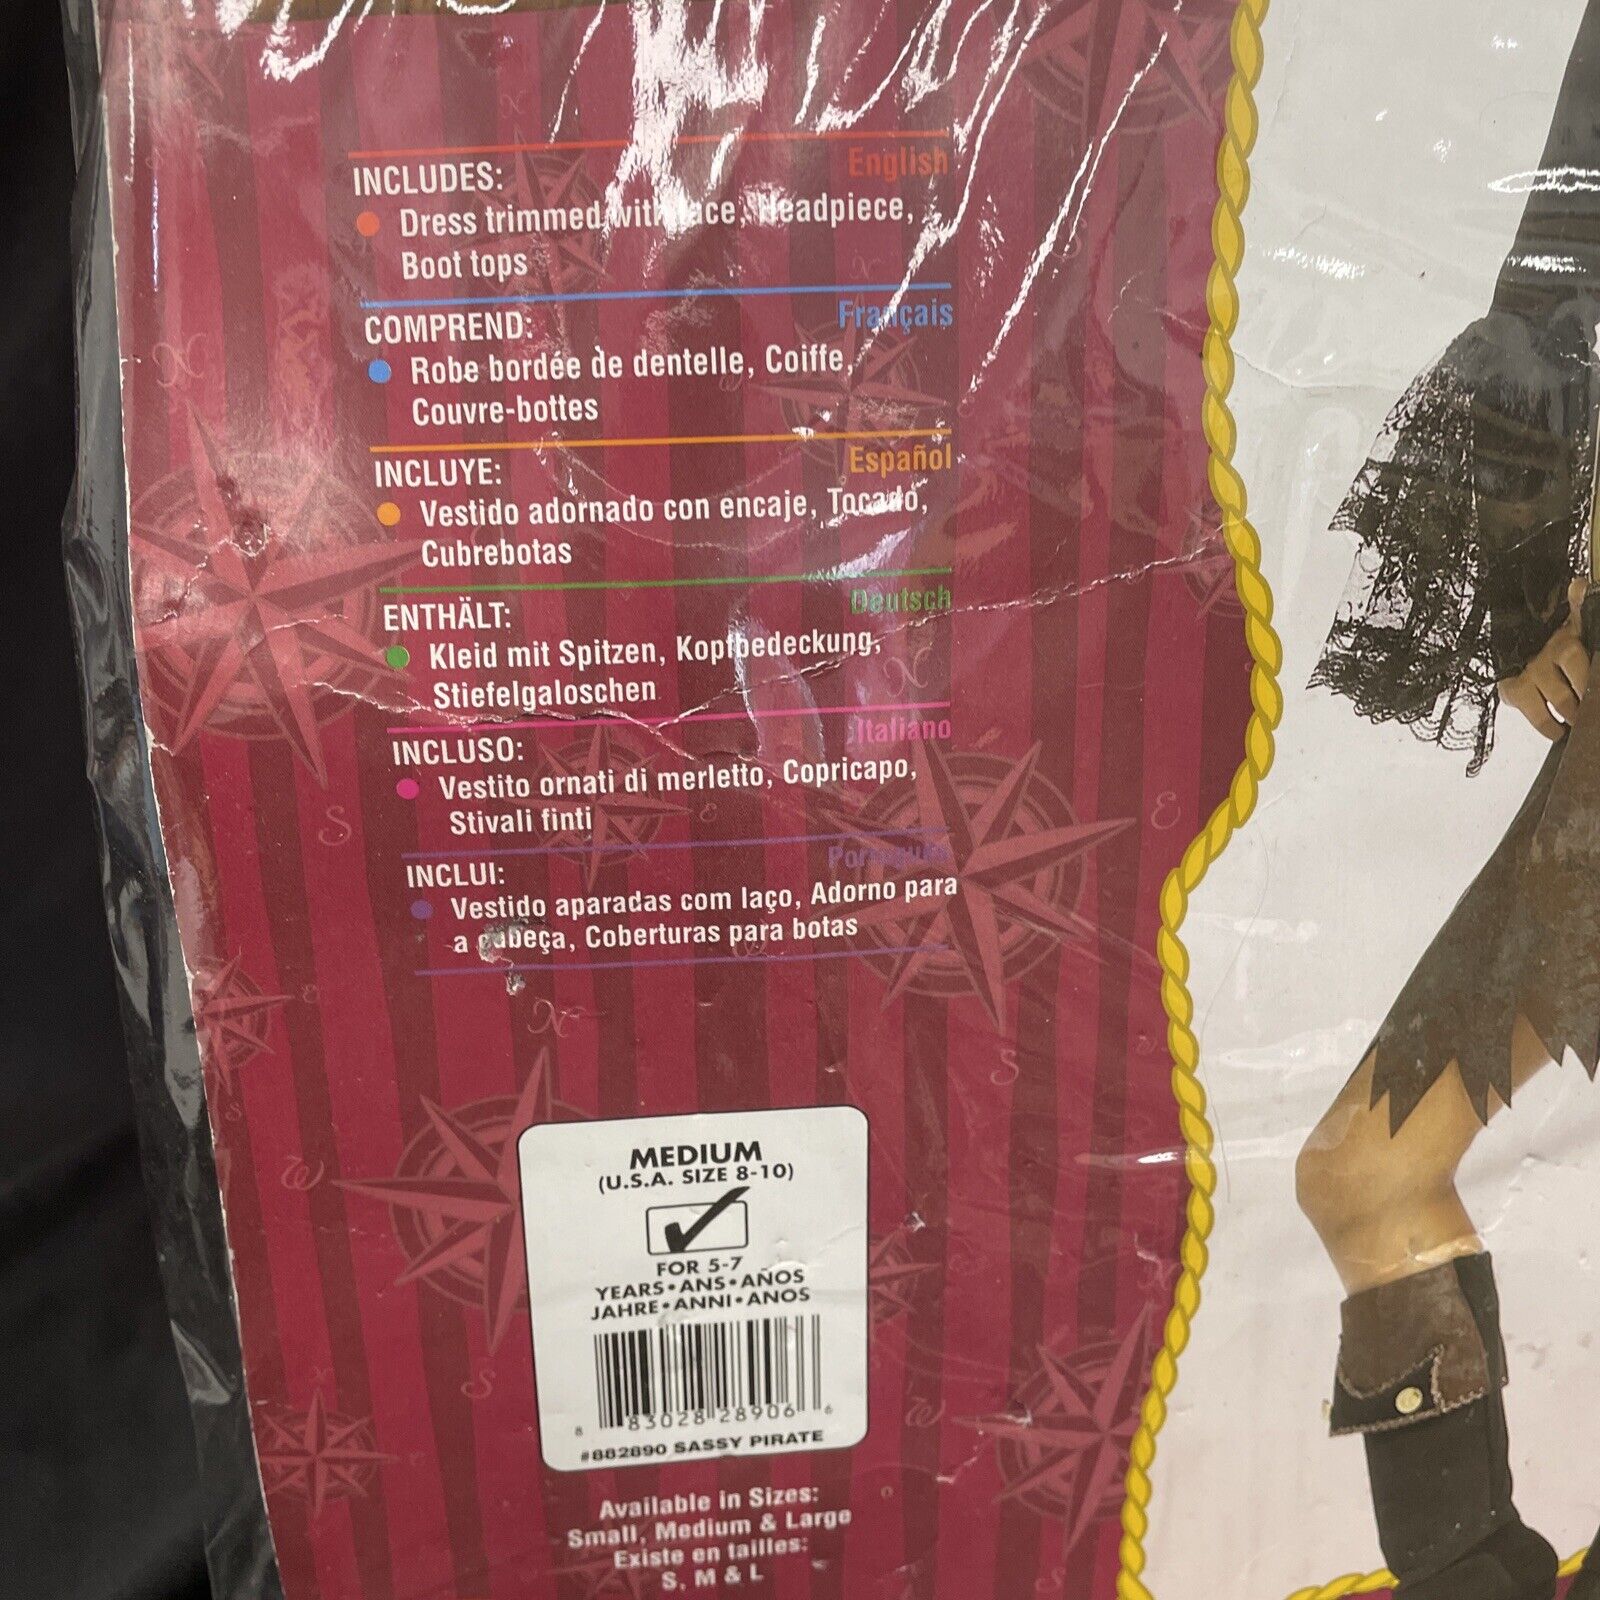 English
INCLUDES:
Dress trimmed with lace, Headpiece,
Boot tops
Français
COMPREND:
Robe bordée de dentelle, Coiffe,
Couvre-bottes
Español
INCLUYE:
Vestido adornado con encaje, Tocado,
Cubrebotas
Deutsch
ENTHÄLT:
Kleid mit Spitzen, Kopfbedeckung,
Stiefelgaloschen
Italiano
INCLUSO:
Vestito ornati di merletto, Copricapo,
Stivali finti
Português
INCLUI:
Vestido aparadas com laço, Adorno para
a cabeça, Coberturas para botas
MEDIUM
(U.S.A. SIZE 8-10)
FOR 5-7
YEARS•ANS•AÑOS
JAHRE•ANNI•ANOS
8 83028 28906 6
#882890 SASSY PIRATE
Available in Sizes:
Small, Medium & Large
Existe en tailles:
S, M & L